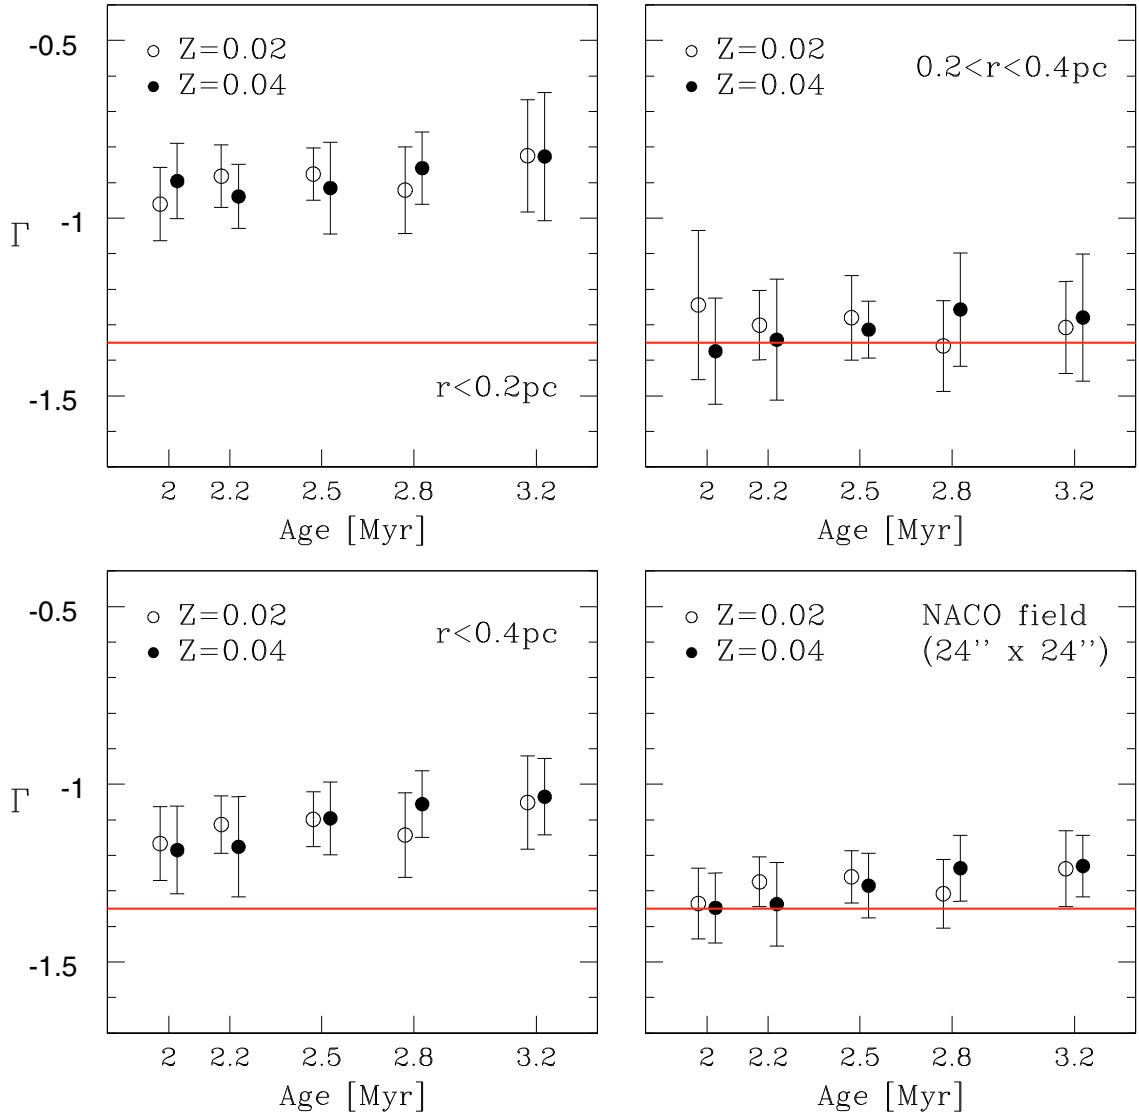 -0.5
Z=0.02
Z=0.04
-1
Γ
-1.5
r<0.2pc
2 2.2 2.5 2.8 3.2
Age [Myr]
Z=0.02
Z=0.04
0.2<r<0.4pc
2 2.2 2.5 2.8 3.2
Age [Myr]
-0.5
Z=0.02
Z=0.04
r<0.4pc
-1
Γ
-1.5
2 2.2 2.5 2.8 3.2
Age [Myr]
Z=0.02
Z=0.04
NACO field
(24'' x 24'')
2 2.2 2.5 2.8 3.2
Age [Myr]